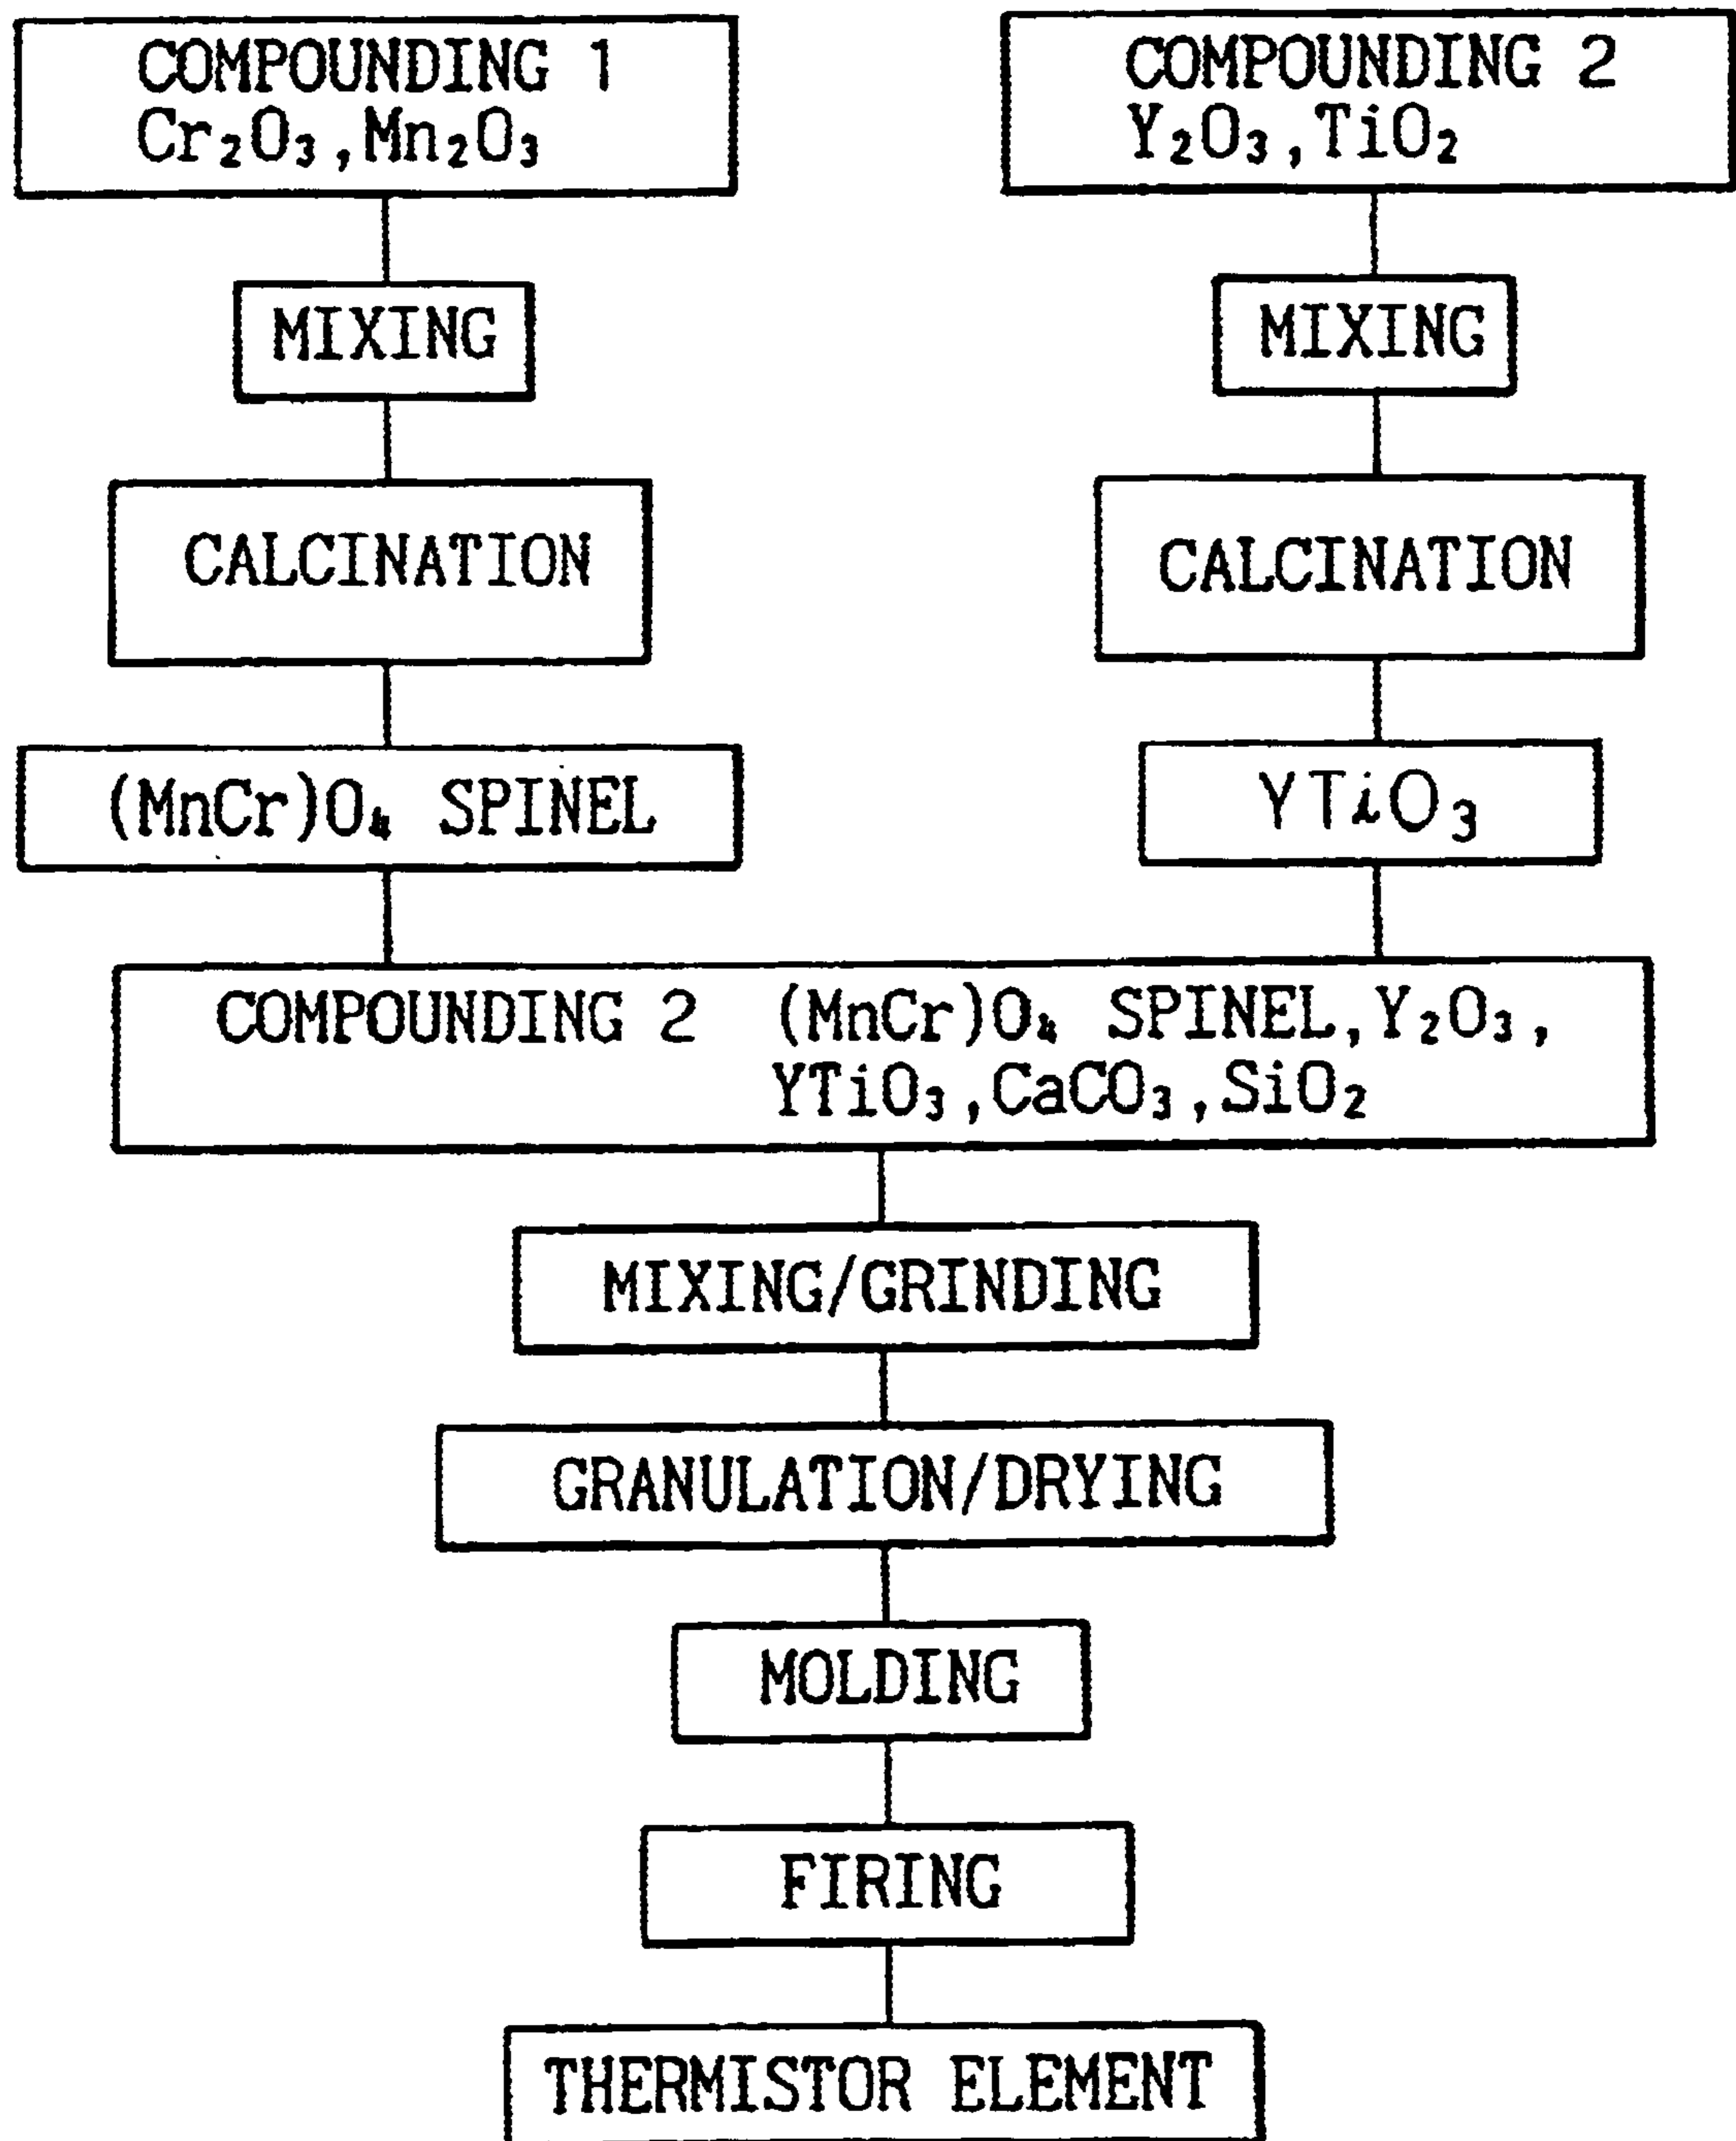 COMPOUNDING 1
Cr₂O₃,Mn₂O₃
MIXING
CALCINATION
(MnCr)O₄ SPINEL
COMPOUNDING 2
Y₂O₃,TiO₂
MIXING
CALCINATION
YTiO₃
COMPOUNDING 2 (MnCr)O₄ SPINEL,Y₂O₃,
YTiO₃,CaCO₃,SiO₂
MIXING/GRINDING
GRANULATION/DRYING
MOLDING
FIRING
THERMISTOR ELEMENT